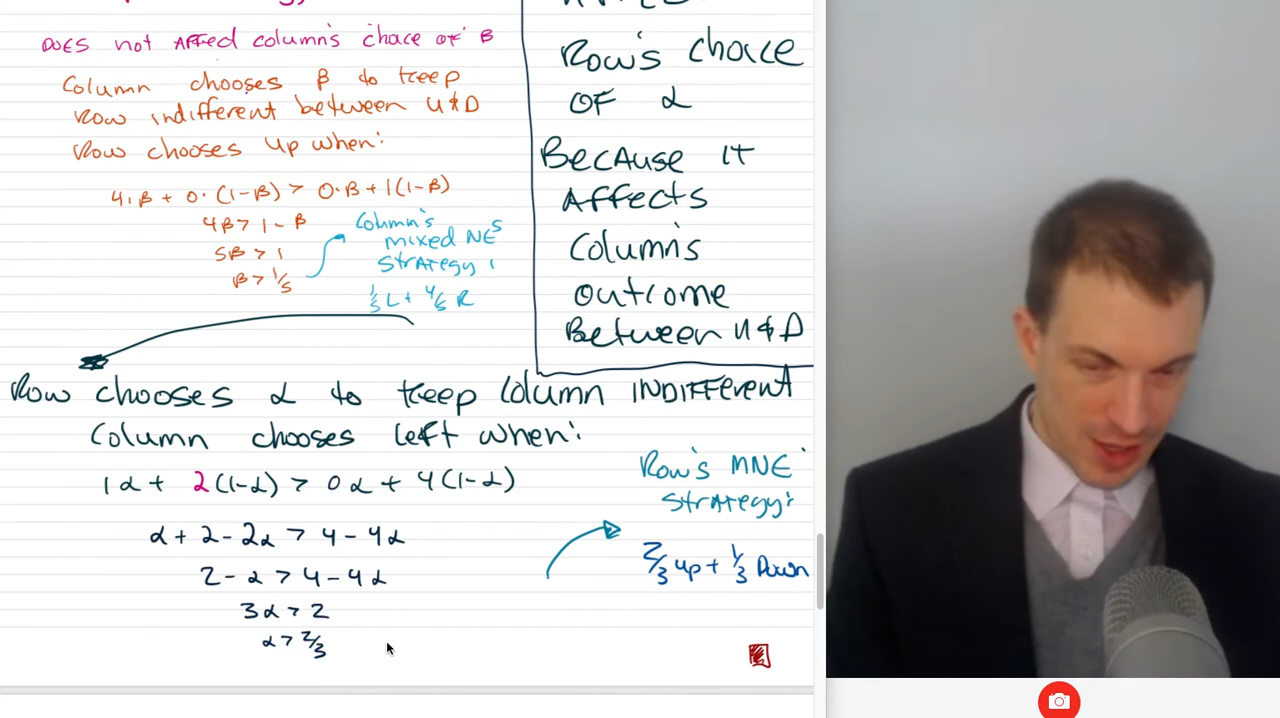 DOES not AFFed column's choice OF B
Column chooses β to keep
Row indifferent between U & D
Row chooses Up when:
4·β + 0·(1-β) > 0·β + 1(1-β)
4β > 1 - β
5β > 1
β > 1/5
Column's
mixed NES
Strategy:
1/5 L + 4/5 R
Row's choice
OF α
BECAUSE IT
Affects
Column's
outcome
Between U & D
Row chooses α to keep Column INDIFFERENT
Column chooses left when:
1α + 2(1-α) > 0α + 4(1-α)
α + 2 - 2α > 4 - 4α
2 - α > 4 - 4α
3α > 2
α > 2/3
Row's MNE
Strategy:
2/3 Up + 1/3 Down